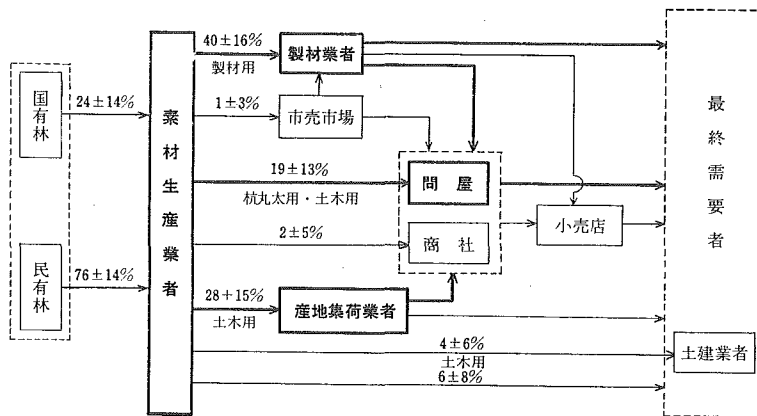 国有林
24±14%
民有林
76±14%
素材生産業者
40±16%
製材用
製材業者
1±3%
市売市場
19±13%
杭丸太用・土木用
問屋
2±5%
商社
小売店
28+15%
土木用
産地集荷業者
4±6%
土木用
土建業者
6±8%
最終需要者